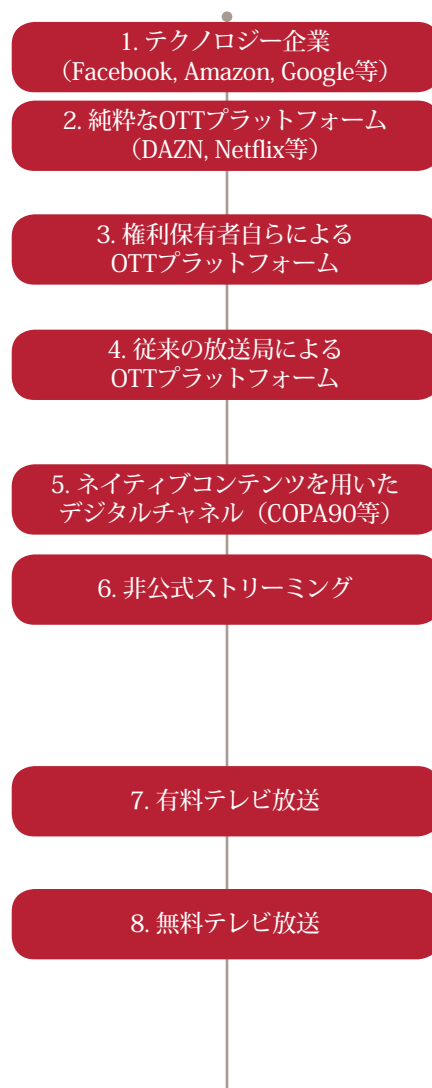 1. テクノロジー企業
（Facebook, Amazon, Google等）
2. 純粋なOTTプラットフォーム
（DAZN, Netflix等）
3. 権利保有者自らによる
OTTプラットフォーム
4. 従来の放送局による
OTTプラットフォーム
5. ネイティブコンテンツを用いた
デジタルチャネル（COPA90等）
6. 非公式ストリーミング
7. 有料テレビ放送
8. 無料テレビ放送